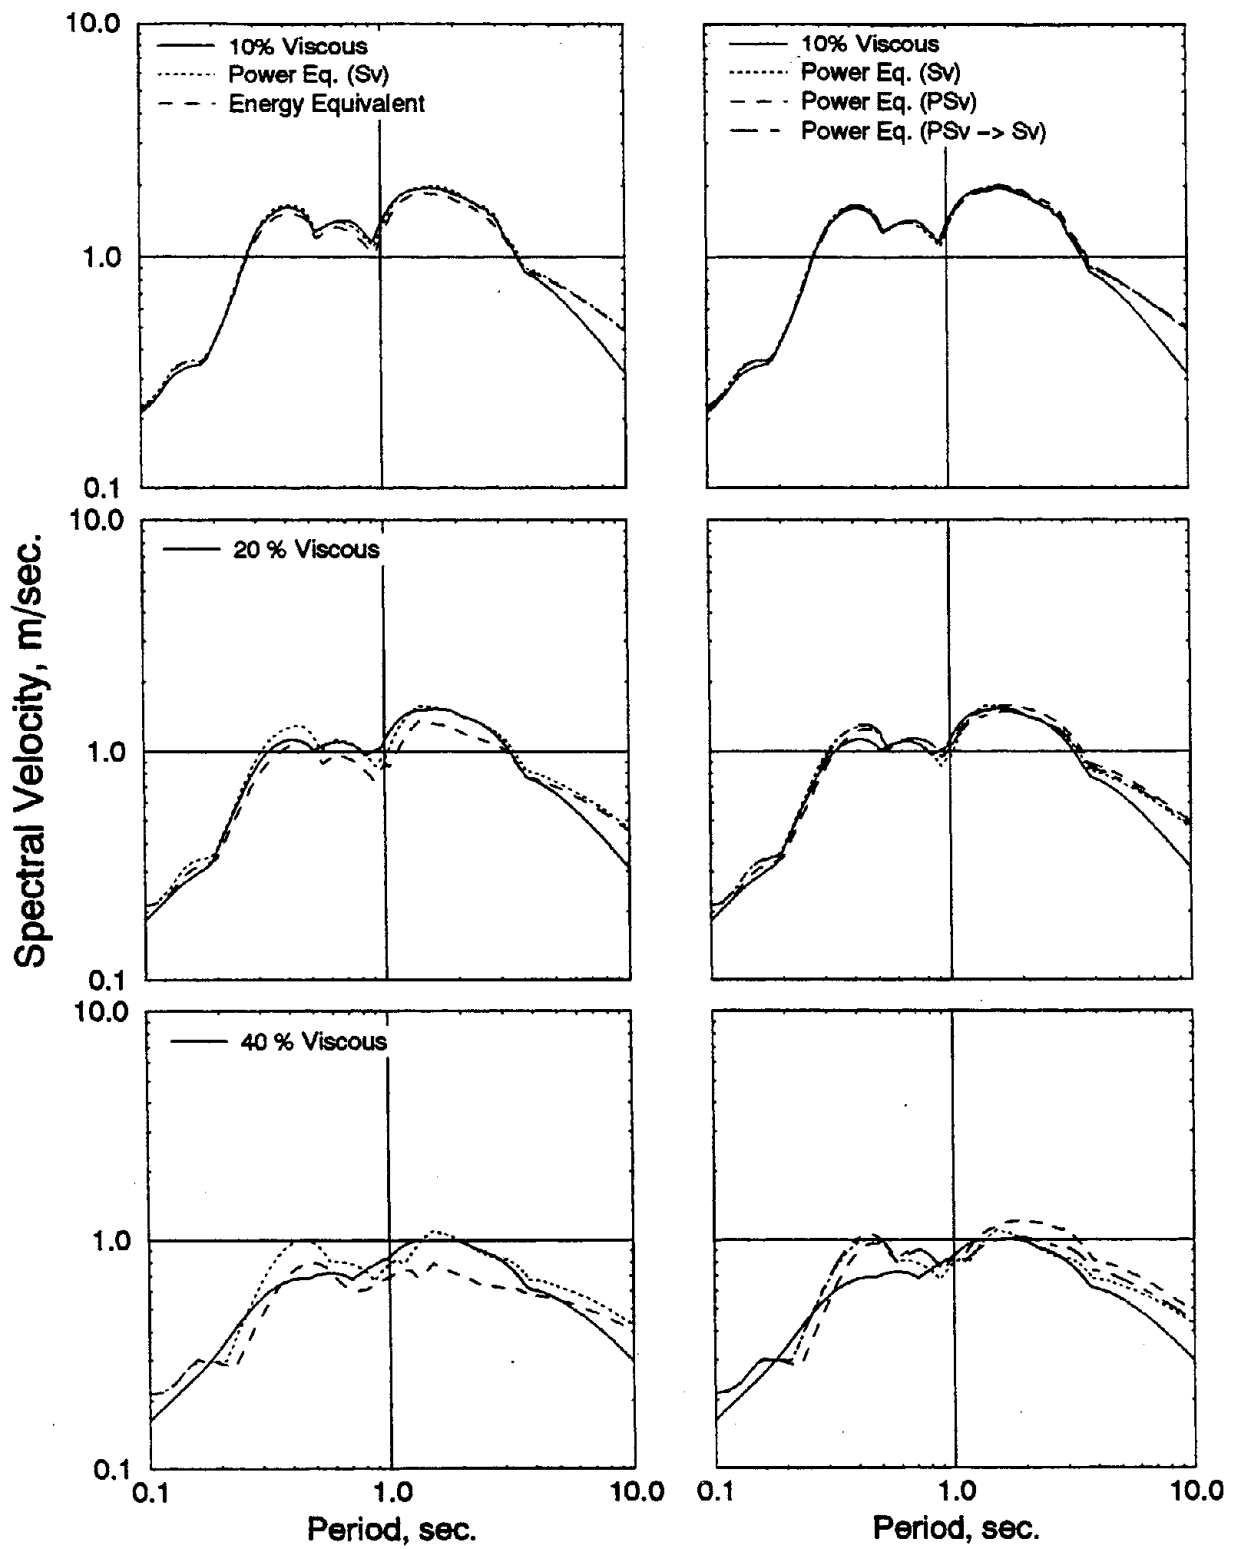 10.0
10% Viscous
Power Eq. (Sv)
Energy Equivalent
1.0
0.1
10% Viscous
Power Eq. (Sv)
Power Eq. (PSv)
Power Eq. (PSv -> Sv)
10.0
20 % Viscous
1.0
0.1
Spectral Velocity, m/sec.
10.0
40 % Viscous
1.0
0.1
0.1 1.0 10.0
Period, sec.
0.1 1.0 10.0
Period, sec.